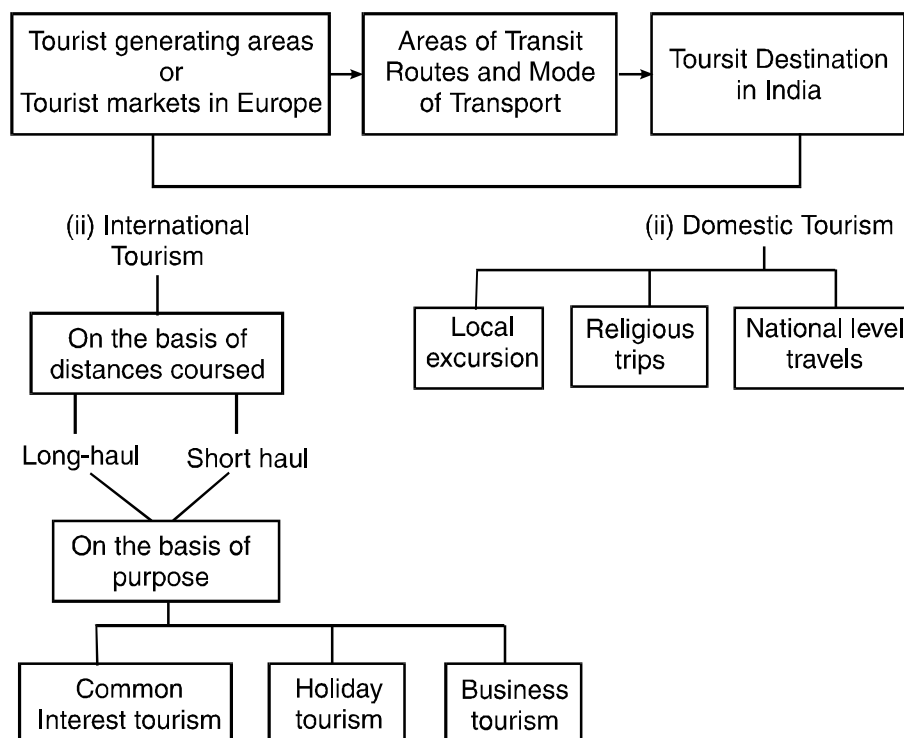 Tourist generating areas
or
Tourist markets in Europe
Areas of Transit
Routes and Mode
of Transport
Toursit Destination
in India
(ii) International
Tourism
(ii) Domestic Tourism
On the basis of
distances coursed
Local
excursion
Religious
trips
National level
travels
Long-haul
Short haul
On the basis of
purpose
Common
Interest tourism
Holiday
tourism
Business
tourism